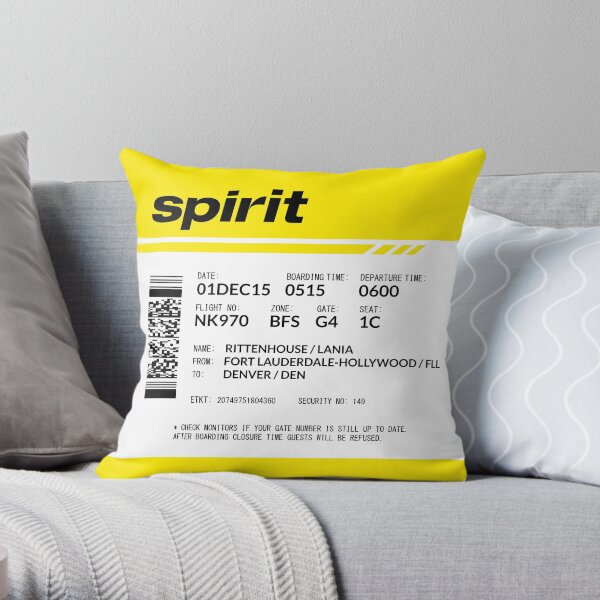 spirit
DATE: BOARDING TIME: DEPARTURE TIME:
01DEC15 0515 0600
FLIGHT NO: ZONE: GATE: SEAT:
NK970 BFS G4 1C
NAME: RITTENHOUSE / LANIA
FROM: FORT LAUDERDALE-HOLLYWOOD / FLL
TO: DENVER / DEN
ETKT: 20749751804360 SECURITY NO: 149
* CHECK MONITORS IF YOUR GATE NUMBER IS STILL UP TO DATE.
AFTER BOARDING CLOSURE TIME GUESTS WILL BE REFUSED.